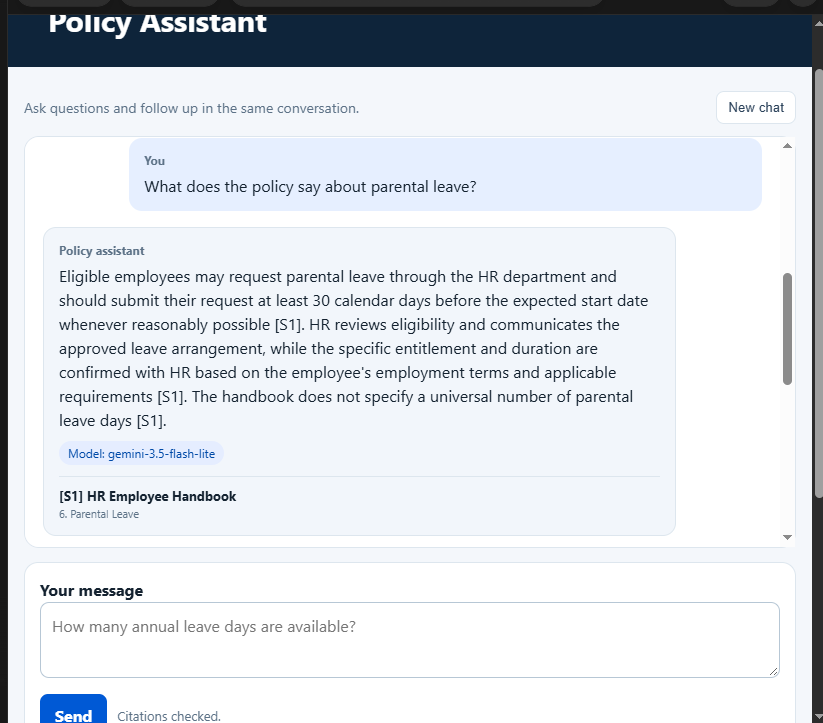 Policy Assistant
Ask questions and follow up in the same conversation.
New chat
You
What does the policy say about parental leave?
Policy assistant
Eligible employees may request parental leave through the HR department and
should submit their request at least 30 calendar days before the expected start date
whenever reasonably possible [S1]. HR reviews eligibility and communicates the
approved leave arrangement, while the specific entitlement and duration are
confirmed with HR based on the employee's employment terms and applicable
requirements [S1]. The handbook does not specify a universal number of parental
leave days [S1].
Model: gemini-3.5-flash-lite
[S1] HR Employee Handbook
6. Parental Leave
Your message
How many annual leave days are available?
Send
Citations checked.